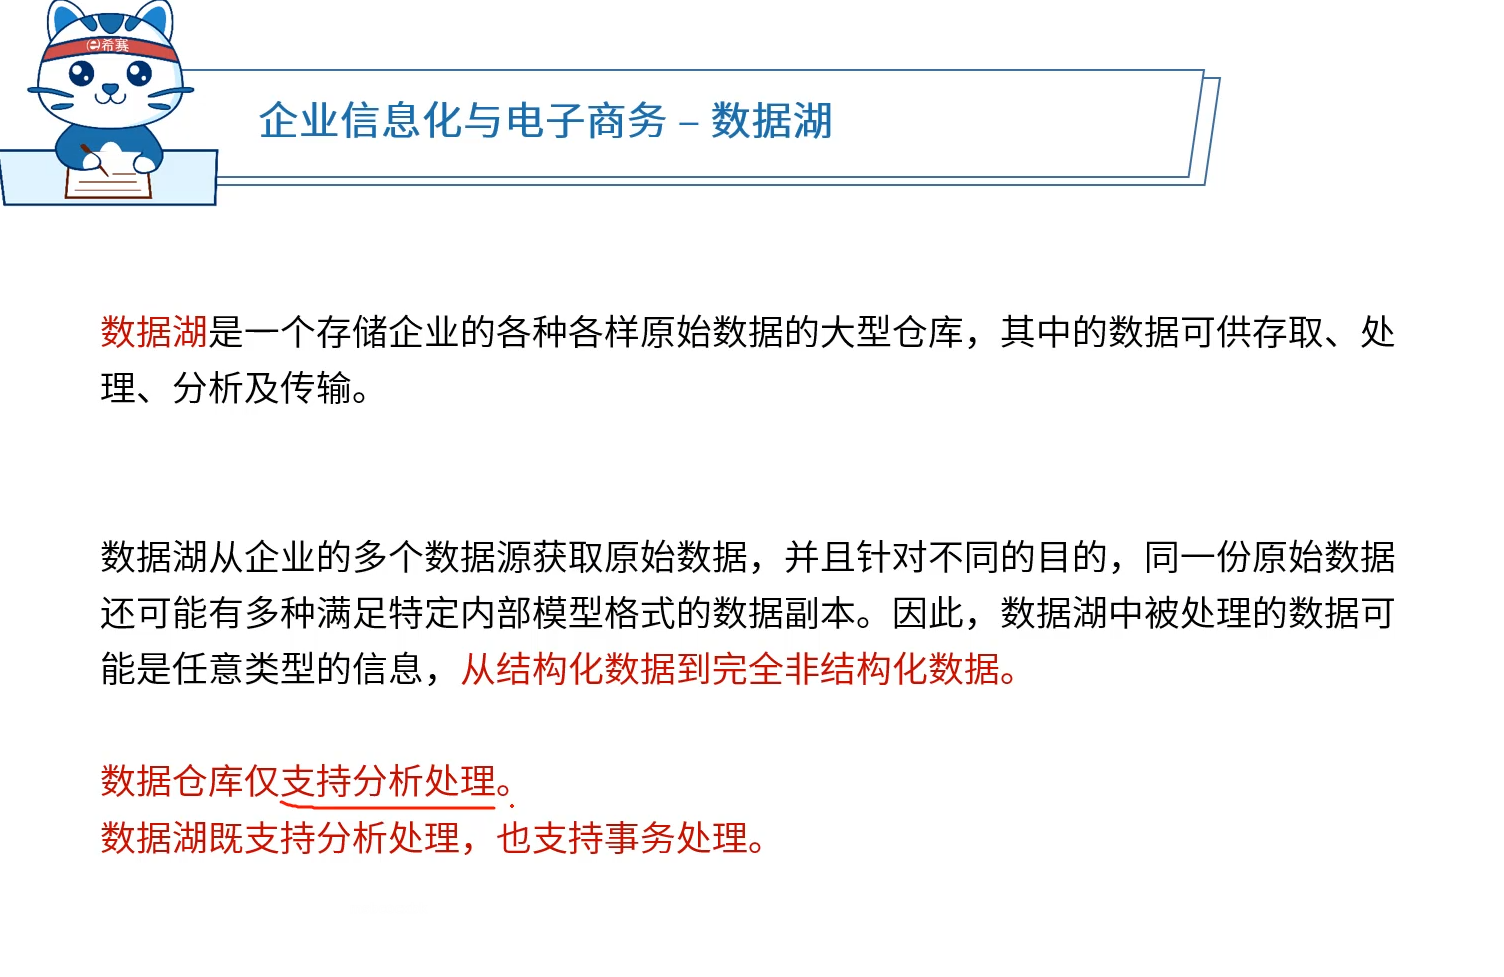 希赛
企业信息化与电子商务 – 数据湖
数据湖是一个存储企业的各种各样原始数据的大型仓库，其中的数据可供存取、处
理、分析及传输。
数据湖从企业的多个数据源获取原始数据，并且针对不同的目的，同一份原始数据
还可能有多种满足特定内部模型格式的数据副本。因此，数据湖中被处理的数据可
能是任意类型的信息，从结构化数据到完全非结构化数据。
数据仓库仅支持分析处理。
数据湖既支持分析处理，也支持事务处理。